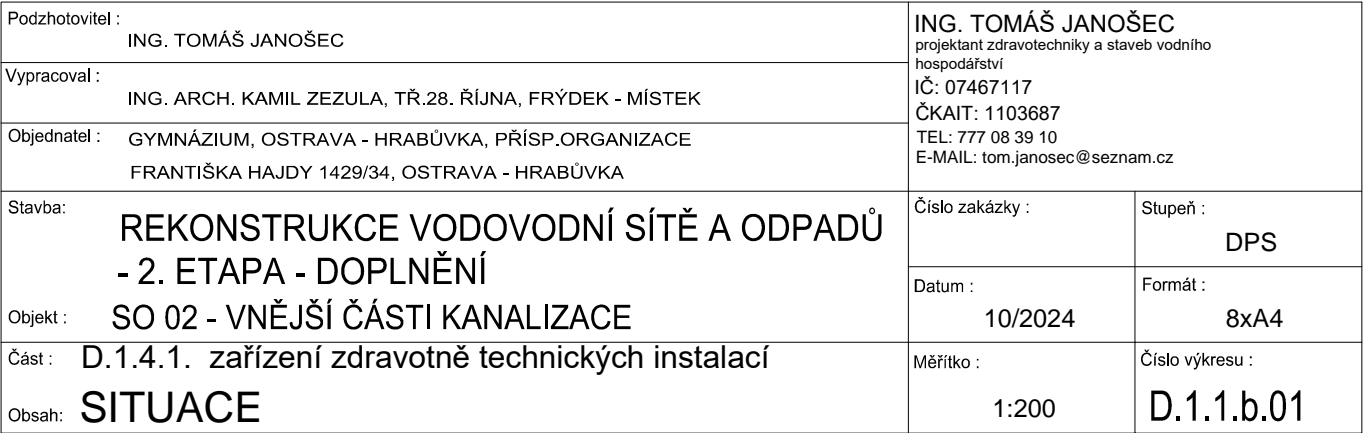 Podzhotovitel :
ING. TOMÁŠ JANOŠEC
Vypracoval :
ING. ARCH. KAMIL ZEZULA, TŘ.28. ŘÍJNA, FRÝDEK - MÍSTEK
Objednatel :
GYMNÁZIUM, OSTRAVA - HRABŮVKA, PŘÍSP.ORGANIZACE
FRANTIŠKA HAJDY 1429/34, OSTRAVA - HRABŮVKA
ING. TOMÁŠ JANOŠEC
projektant zdravotechniky a staveb vodního
hospodářství
IČ: 07467117
ČKAIT: 1103687
TEL: 777 08 39 10
E-MAIL: tom.janosec@seznam.cz
Stavba:
REKONSTRUKCE VODOVODNÍ SÍTĚ A ODPADŮ
- 2. ETAPA - DOPLNĚNÍ
Objekt : SO 02 - VNĚJŠÍ ČÁSTI KANALIZACE
Číslo zakázky :
Stupeň :
DPS
Datum :
10/2024
Formát :
8xA4
Část : D.1.4.1. zařízení zdravotně technických instalací
Obsah: SITUACE
Měřítko :
1:200
Číslo výkresu :
D.1.1.b.01